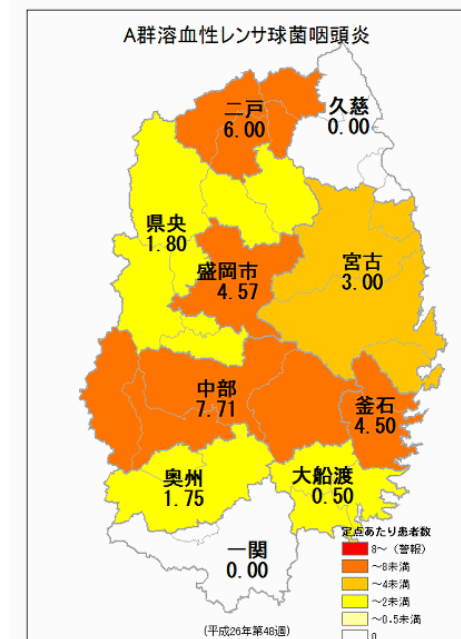 A群溶血性レンサ球菌咽頭炎
二戸
6.00
久慈
0.00
県央
1.80
盛岡市
4.57
宮古
3.00
中部
7.71
釜石
4.50
奥州
1.75
大船渡
0.50
一関
0.00
定点あたり患者数
8～（警報）
～8未満
～4未満
～2未満
～0.5未満
0
(平成26年第48週)